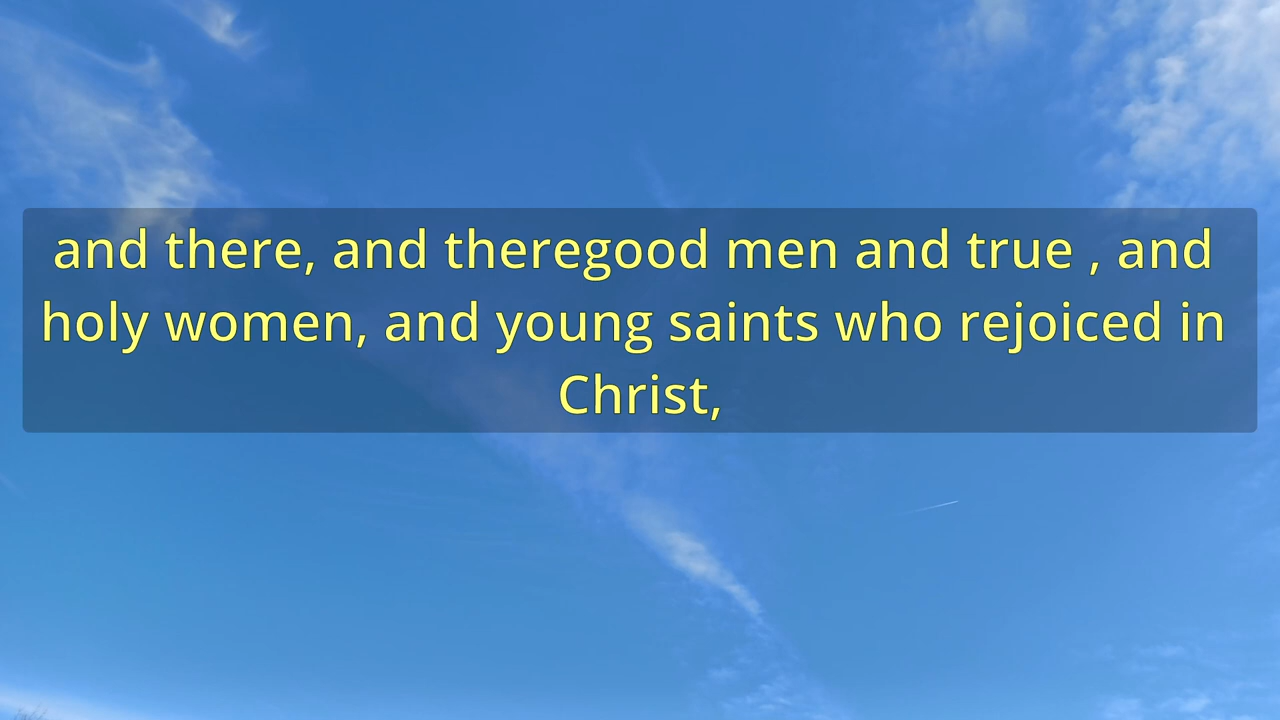 and there, and theregood men and true , and
holy women, and young saints who rejoiced in
Christ,